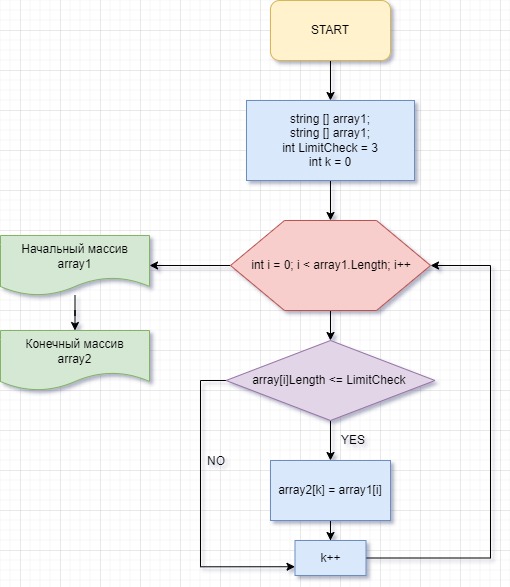 START
string [] array1;
string [] array1;
int LimitCheck = 3
int k = 0
int i = 0; i < array1.Length; i++
Начальный массив
array1
Конечный массив
array2
array[i]Length <= LimitCheck
YES
NO
array2[k] = array1[i]
k++